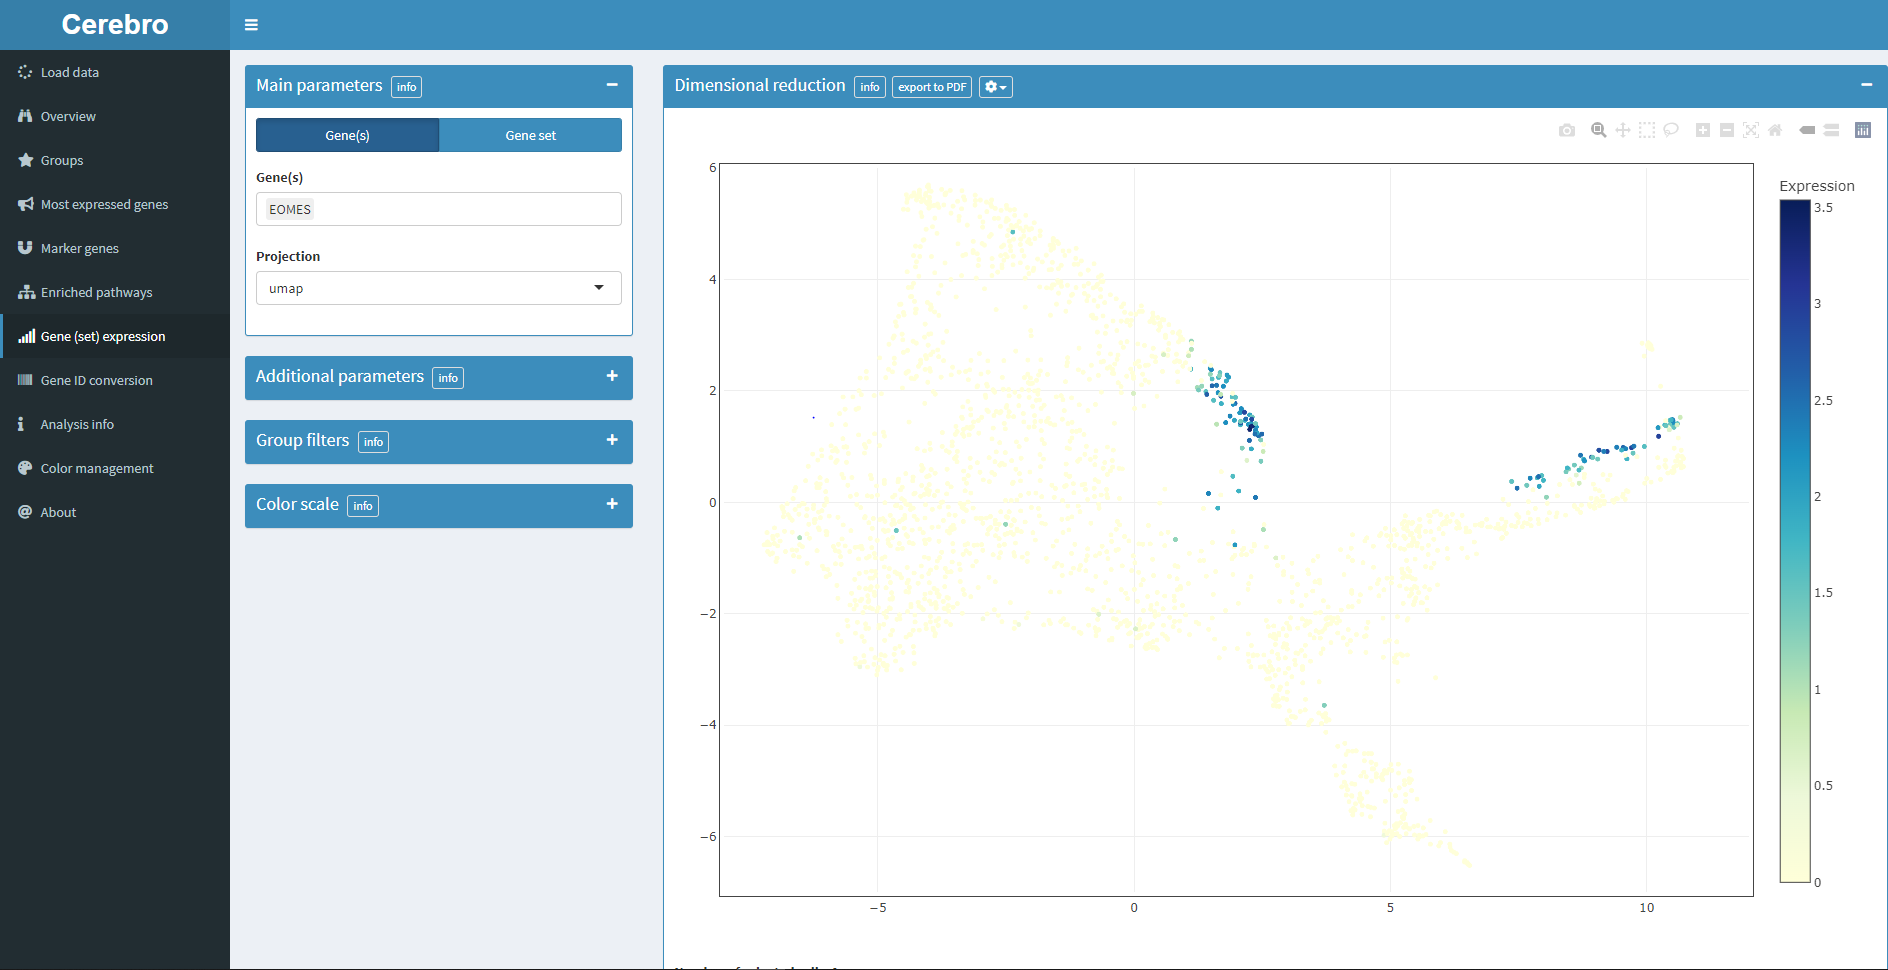 Cerebro
Load data
Overview
Groups
Most expressed genes
Marker genes
Enriched pathways
Gene (set) expression
Gene ID conversion
Analysis info
Color management
About
Main parameters info
Gene(s) Gene set
Gene(s)
EOMES
Projection
umap
Additional parameters info
Group filters info
Color scale info
Dimensional reduction info export to PDF
6
4
2
0
−2
−4
−6
−5 0 5 10
Expression
3.5
3
2.5
2
1.5
1
0.5
0